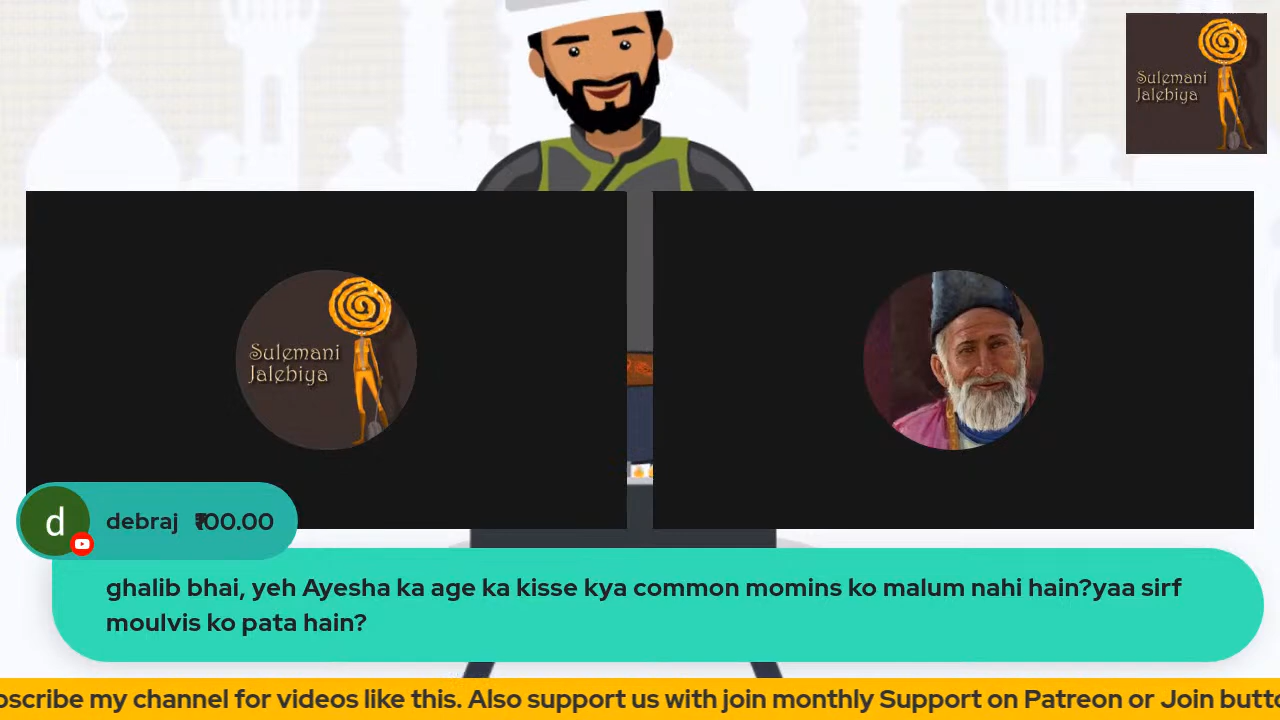 Sulemani
Jalebiya
Sulemani
Jalebiya
d
debraj ₹100.00
ghalib bhai, yeh Ayesha ka age ka kisse kya common momins ko malum nahi hain?yaa sirf
moulvis ko pata hain?
bscribe my channel for videos like this. Also support us with join monthly Support on Patreon or Join butto